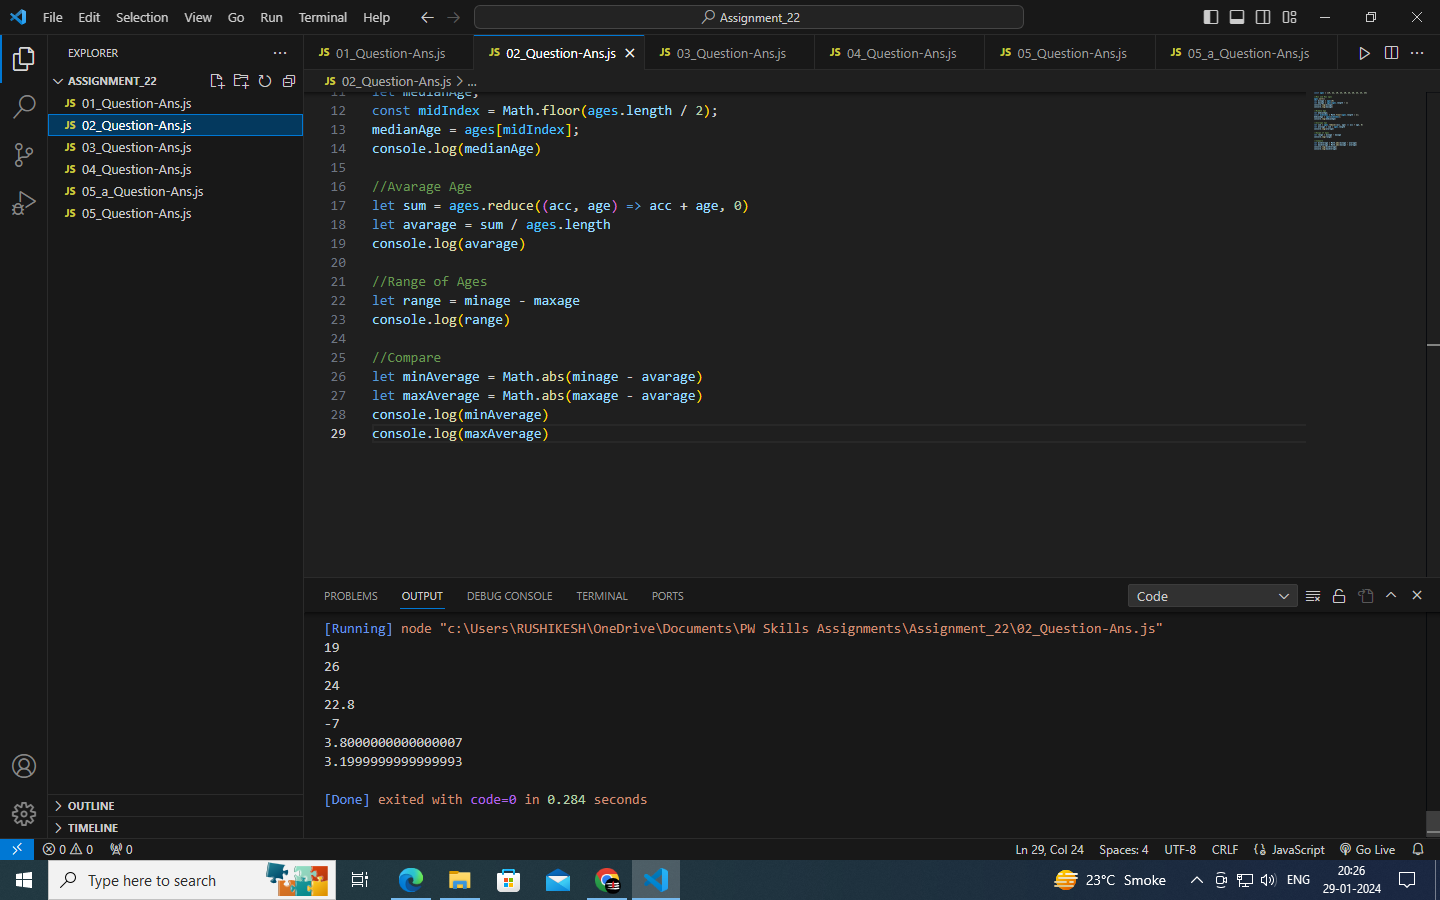 File Edit Selection View Go Run Terminal Help Assignment_22
EXPLORER
ASSIGNMENT_22
JS 01_Question-Ans.js
JS 02_Question-Ans.js
JS 03_Question-Ans.js
JS 04_Question-Ans.js
JS 05_a_Question-Ans.js
JS 05_Question-Ans.js
OUTLINE
TIMELINE
JS 01_Question-Ans.js JS 02_Question-Ans.js JS 03_Question-Ans.js JS 04_Question-Ans.js JS 05_Question-Ans.js JS 05_a_Question-Ans.js
JS 02_Question-Ans.js > ...
11 let medianAge;
12 const midIndex = Math.floor(ages.length / 2);
13 medianAge = ages[midIndex];
14 console.log(medianAge)
15
16 //Avarage Age
17 let sum = ages.reduce((acc, age) => acc + age, 0)
18 let avarage = sum / ages.length
19 console.log(avarage)
20
21 //Range of Ages
22 let range = minage - maxage
23 console.log(range)
24
25 //Compare
26 let minAverage = Math.abs(minage - avarage)
27 let maxAverage = Math.abs(maxage - avarage)
28 console.log(minAverage)
29 console.log(maxAverage)
PROBLEMS OUTPUT DEBUG CONSOLE TERMINAL PORTS Code
[Running] node "c:\Users\RUSHIKESH\OneDrive\Documents\PW Skills Assignments\Assignment_22\02_Question-Ans.js"
19
26
24
22.8
-7
3.8000000000000007
3.1999999999999993
[Done] exited with code=0 in 0.284 seconds
0 0 0 Ln 29, Col 24 Spaces: 4 UTF-8 CRLF {} JavaScript Go Live
Type here to search 23°C Smoke ENG 20:26
29-01-2024